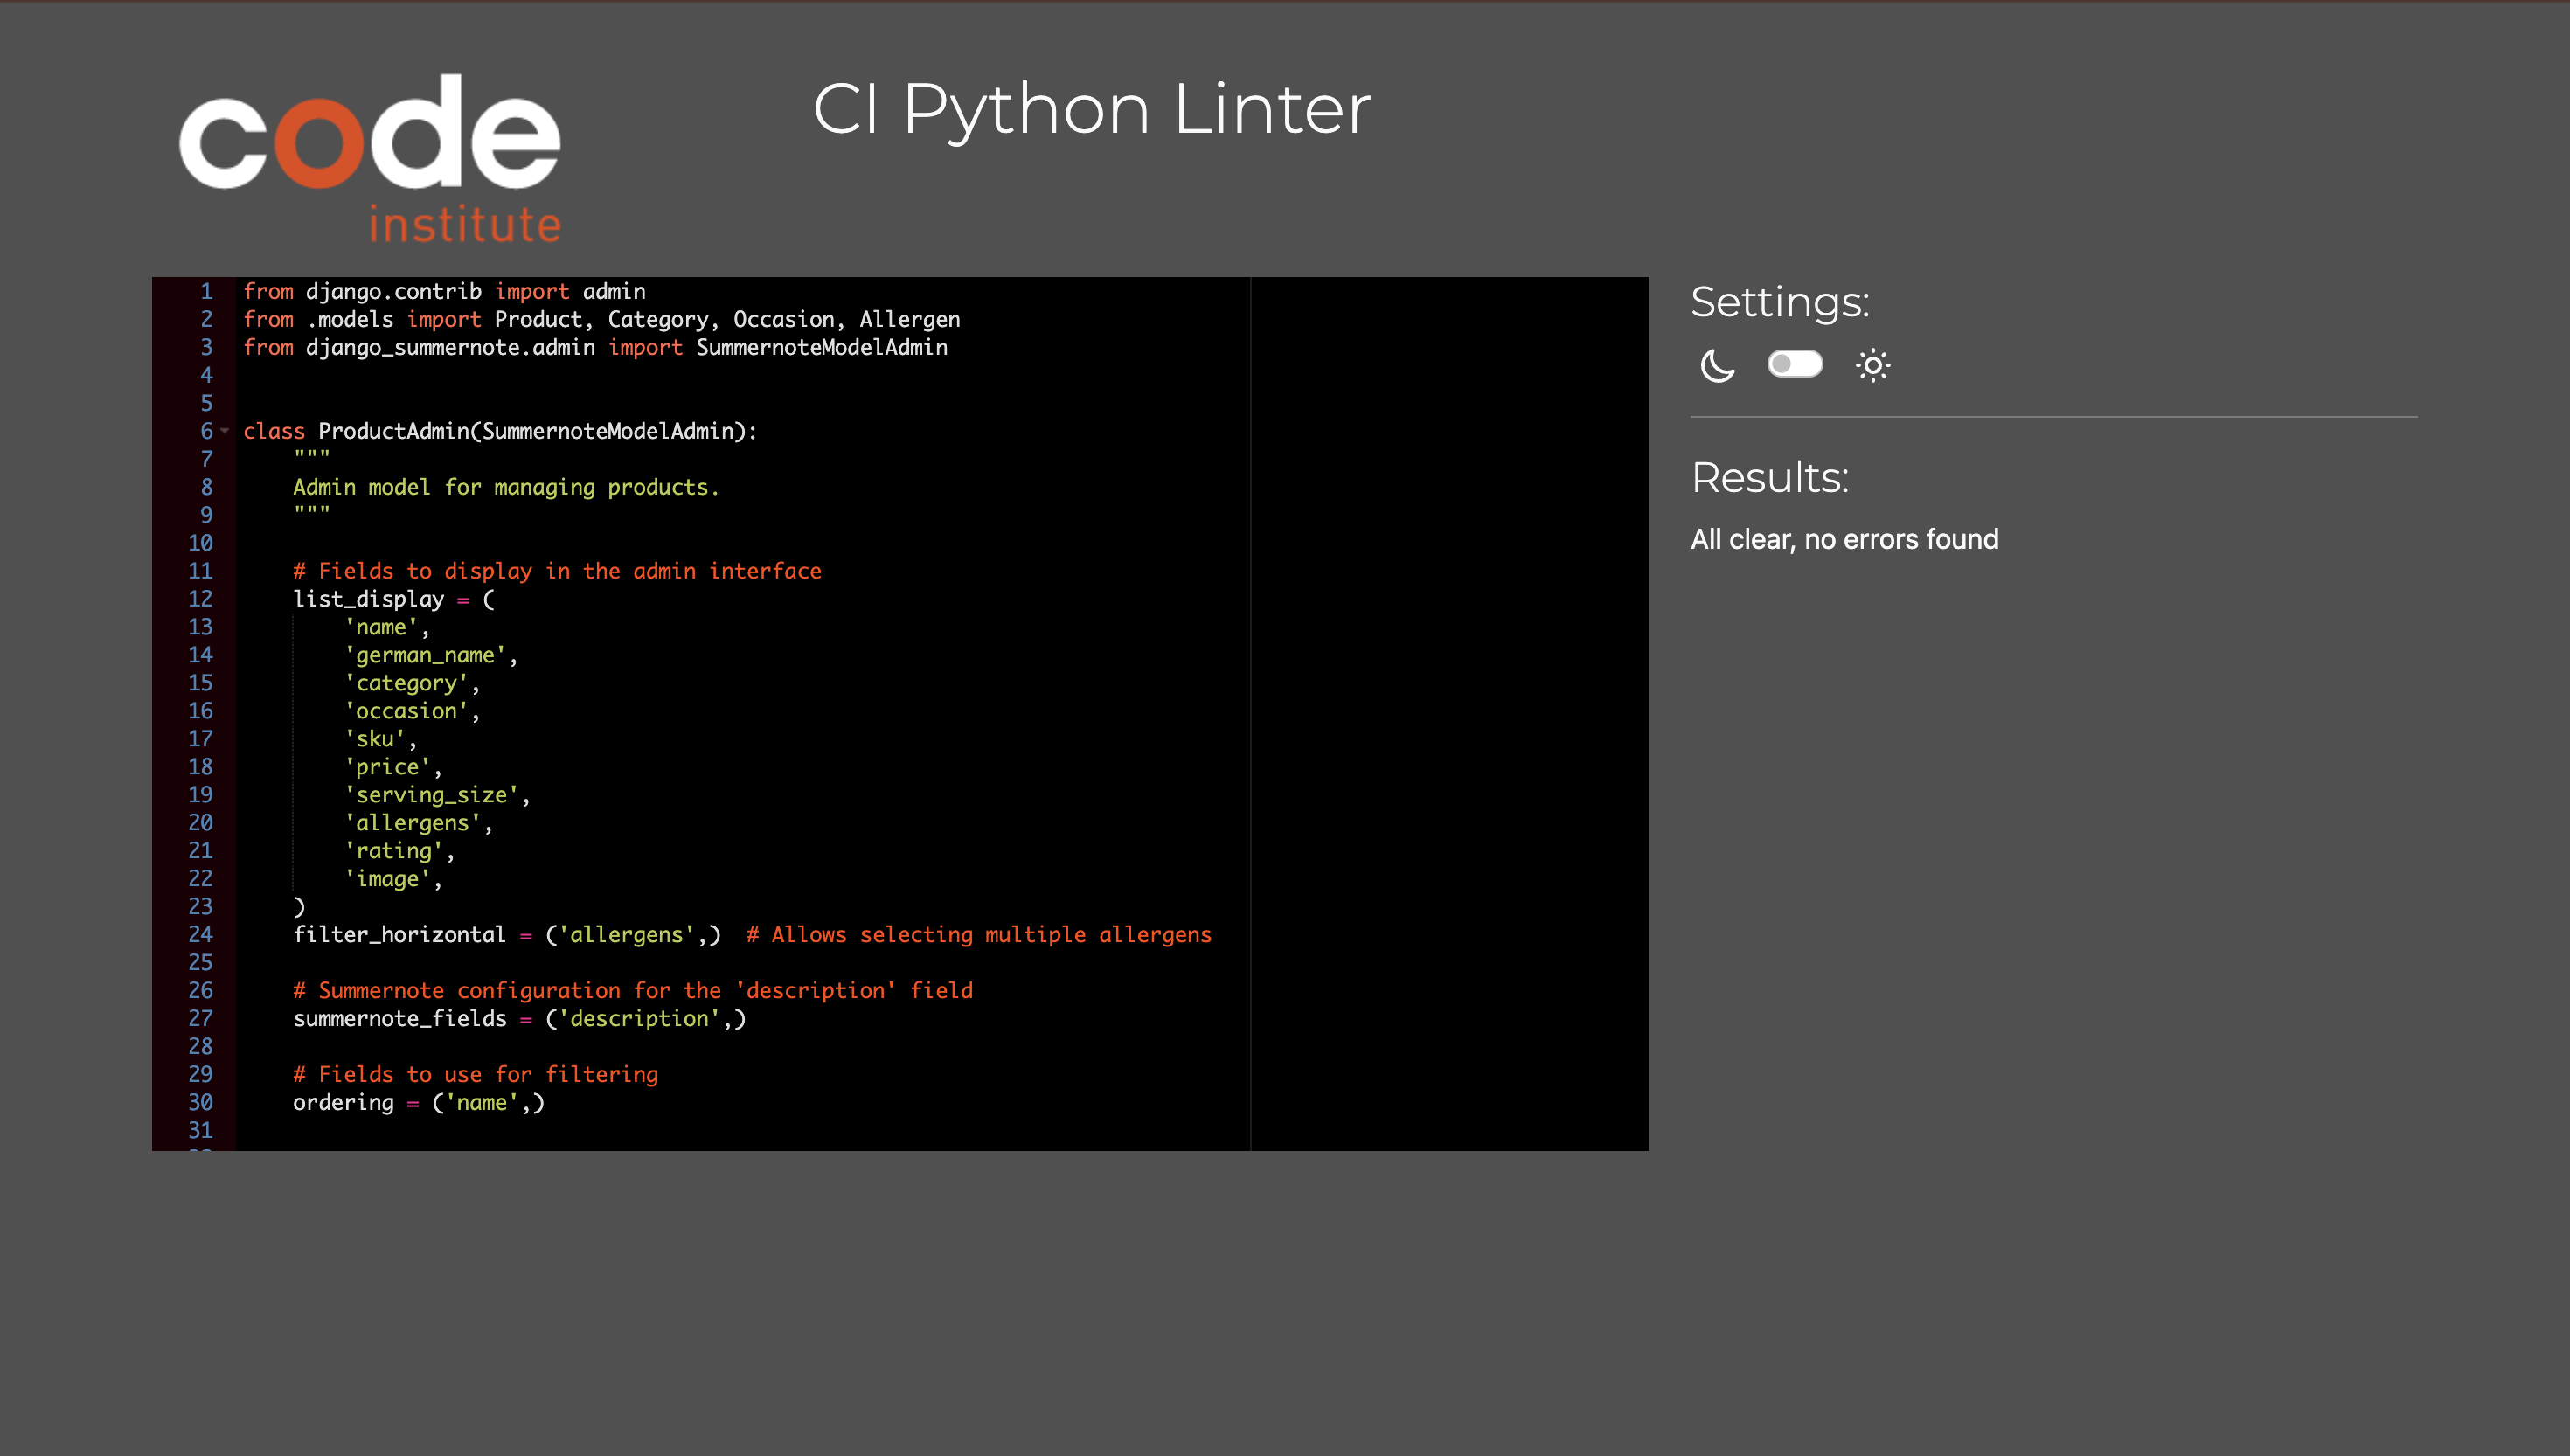 code
institute
CI Python Linter
1 from django.contrib import admin
2 from .models import Product, Category, Occasion, Allergen
3 from django_summernote.admin import SummernoteModelAdmin
4
5
6 class ProductAdmin(SummernoteModelAdmin):
7     """
8     Admin model for managing products.
9     """
10
11     # Fields to display in the admin interface
12     list_display = (
13         'name',
14         'german_name',
15         'category',
16         'occasion',
17         'sku',
18         'price',
19         'serving_size',
20         'allergens',
21         'rating',
22         'image',
23     )
24     filter_horizontal = ('allergens',)  # Allows selecting multiple allergens
25
26     # Summernote configuration for the 'description' field
27     summernote_fields = ('description',)
28
29     # Fields to use for filtering
30     ordering = ('name',)
31
Settings:
Results:
All clear, no errors found